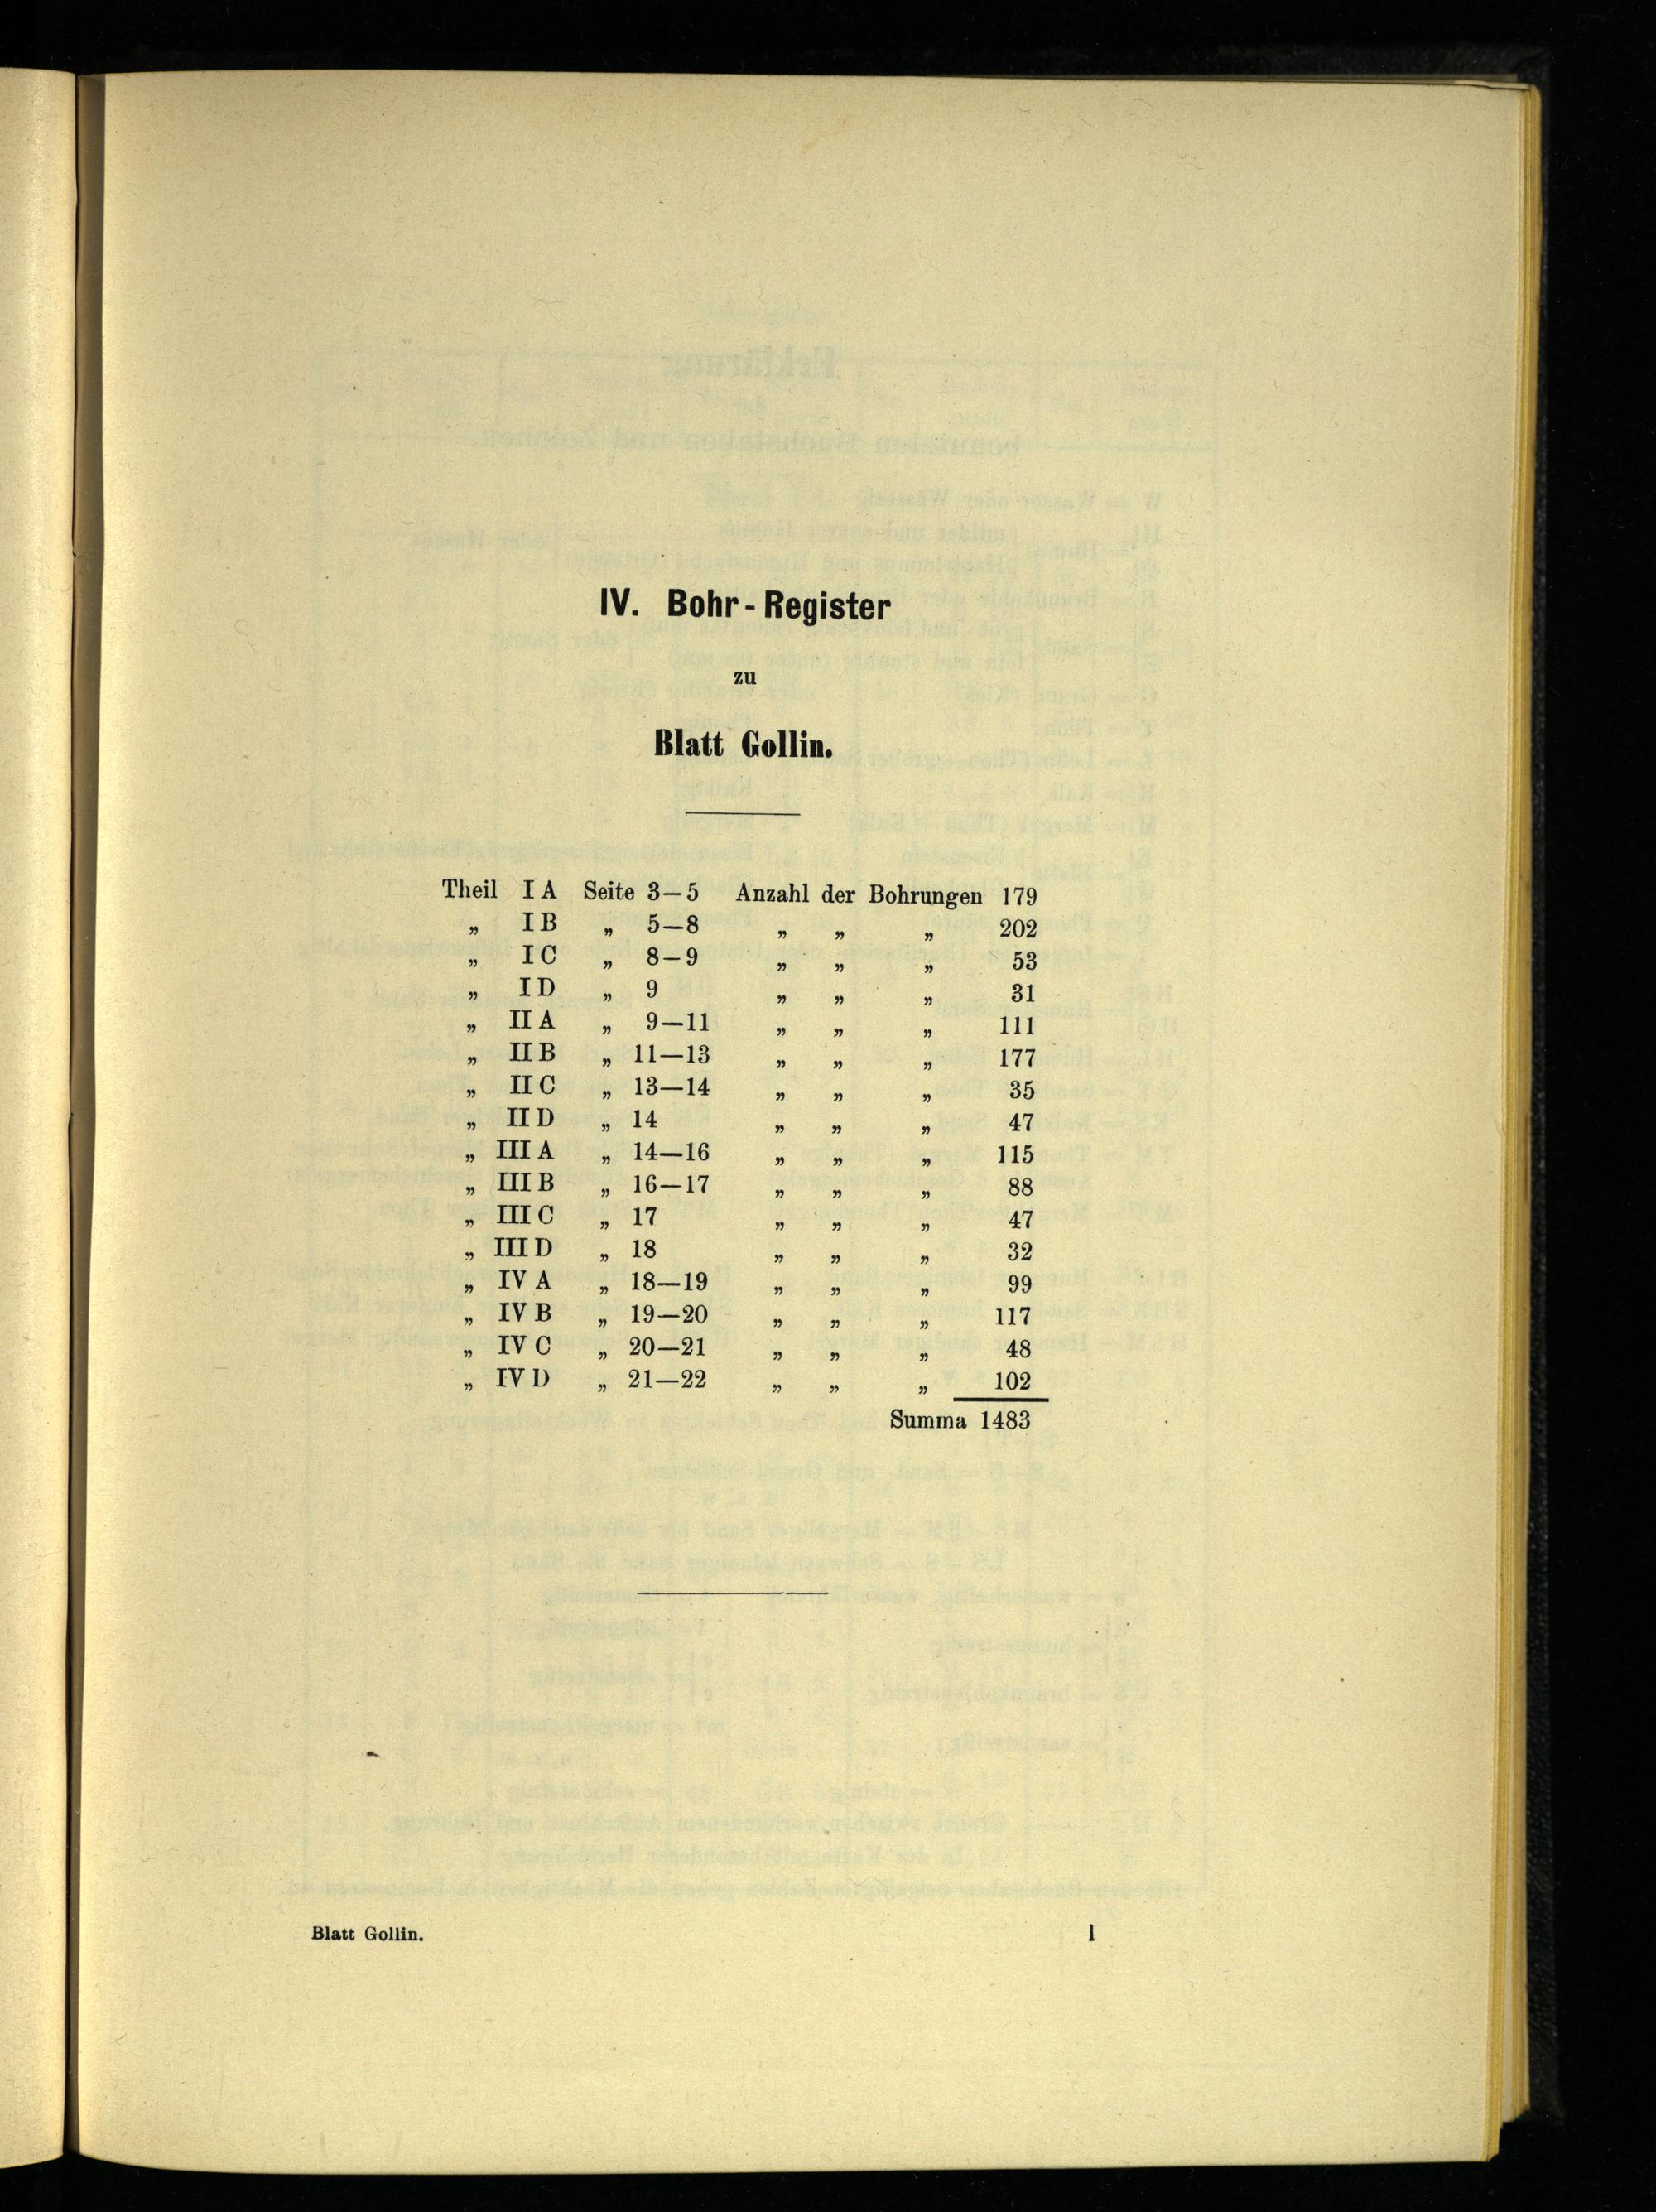 IV. Bohr-Register
zu
Blatt Gollin.
Theil I A Seite 3—5 Anzahl der Bohrungen 179
„ I B „ 5—8 „ „ „ 202
„ I C „ 8—9 „ „ „ 53
„ I D „ 9 „ „ „ 31
„ II A „ 9—11 „ „ „ 111
„ II B „ 11—13 „ „ „ 177
„ II C „ 13—14 „ „ „ 35
„ II D „ 14 „ „ „ 47
„ III A „ 14—16 „ „ „ 115
„ III B „ 16—17 „ „ „ 88
„ III C „ 17 „ „ „ 47
„ III D „ 18 „ „ „ 32
„ IV A „ 18—19 „ „ „ 99
„ IV B „ 19—20 „ „ „ 117
„ IV C „ 20—21 „ „ „ 48
„ IV D „ 21—22 „ „ „ 102
Summa 1483
Blatt Gollin. 1